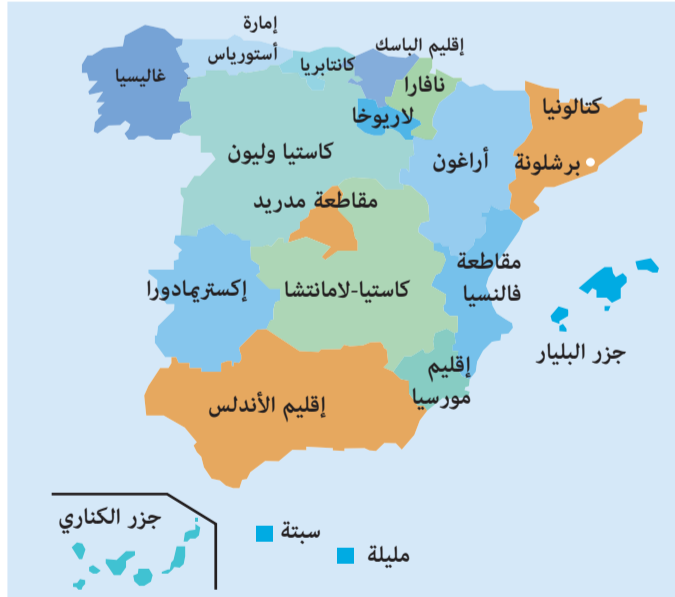 إمارة
أستورياس
إقليم الباسك
كانتابريا
غاليسيا
نافارا
كتالونيا
لاريوخا
كاستيا وليون
أراغون
برشلونة
مقاطعة مدريد
مقاطعة
فالنسيا
إكستريمادورا
كاستيا-لامانتشا
جزر البليار
إقليم
مورسيا
إقليم الأندلس
جزر الكناري
سبتة
مليلة